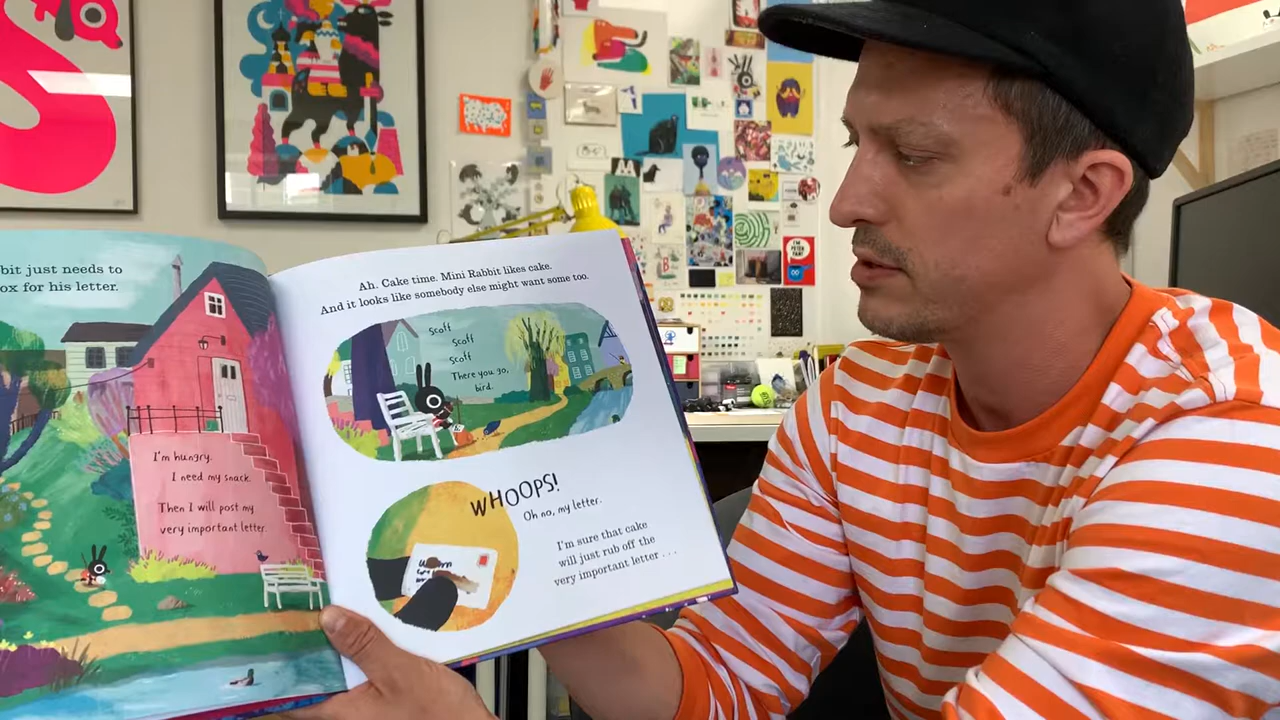 bit just needs to
ox for his letter.
I'm hungry.
I need my snack.
Then I will post my
very important letter.
Ah. Cake time. Mini Rabbit likes cake.
And it looks like somebody else might want some too.
Scoff
Scoff
Scoff
There you go,
bird.
WHOOPS!
Oh no, my letter.
I'm sure that cake
will just rub off the
very important letter . . .